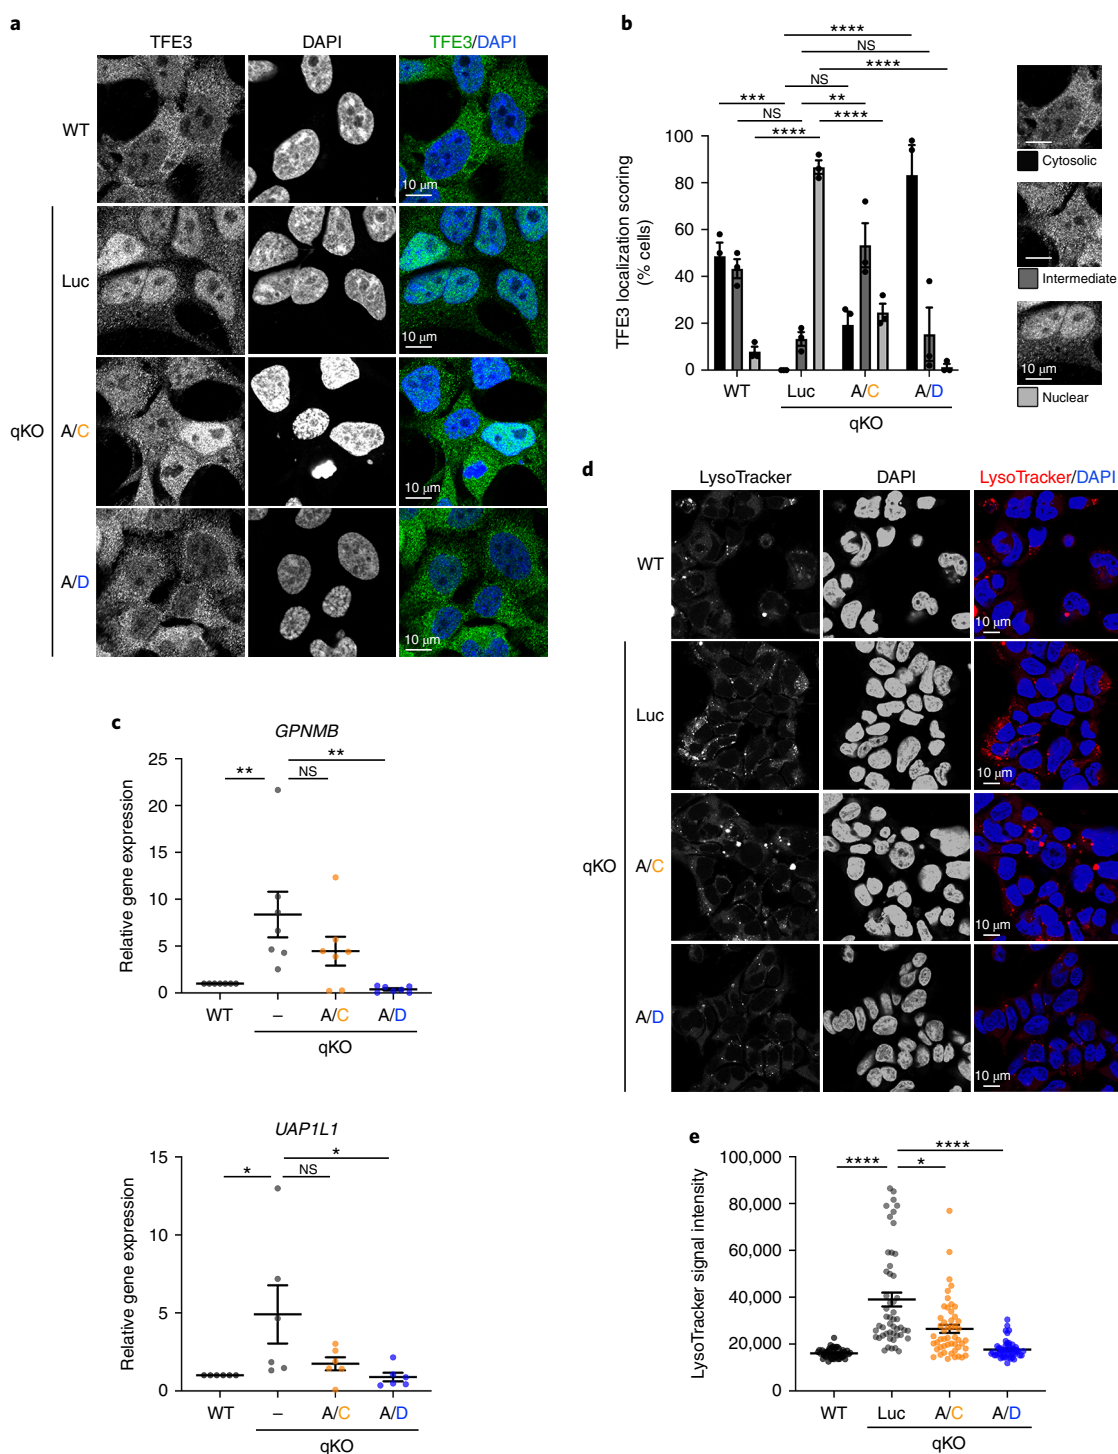 a
TFE3 DAPI TFE3/DAPI
WT
10 μm
Luc
10 μm
qKO
A/C
10 μm
A/D
10 μm
b
****
NS
****
NS
*** **
NS ****
****
TFE3 localization scoring
(% cells)
100
80
60
40
20
0
WT Luc A/C A/D
qKO
Cytosolic
Intermediate
10 μm
Nuclear
c
GPNMB
**
** NS
Relative gene expression
25
20
15
10
5
0
WT – A/C A/D
qKO
UAP1L1
*
* NS
Relative gene expression
15
10
5
0
WT – A/C A/D
qKO
d
LysoTracker DAPI LysoTracker/DAPI
WT
10 μm
Luc
10 μm
qKO
A/C
10 μm
A/D
10 μm
e
****
**** *
LysoTracker signal intensity
100,000
80,000
60,000
40,000
20,000
0
WT Luc A/C A/D
qKO